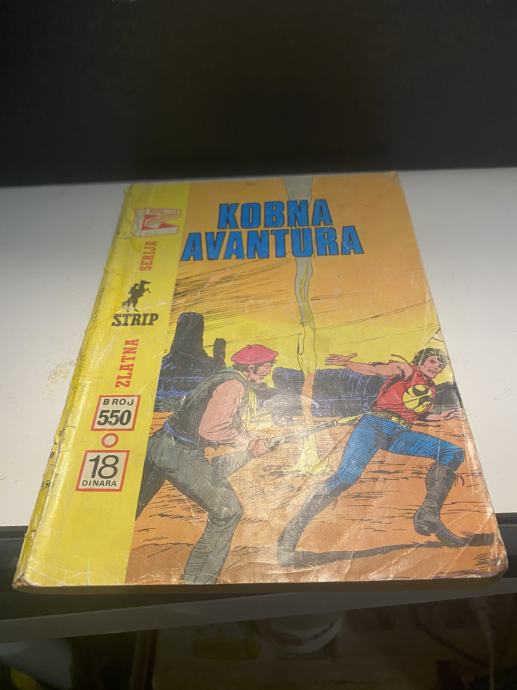 KOBNA
AVANTURA
ZLATNA SERIJA
STRIP
BROJ
550
18
DINARA